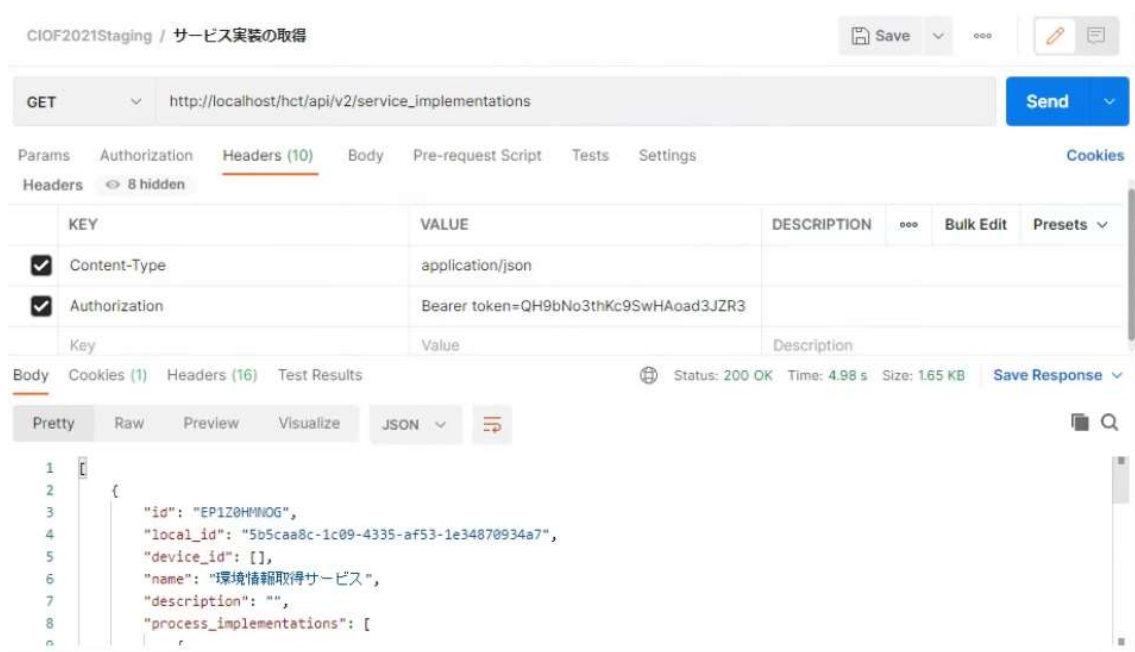 CIOF2021Staging / サービス実装の取得 Save
GET http://localhost/hct/api/v2/service_implementations Send
Params Authorization Headers (10) Body Pre-request Script Tests Settings Cookies
Headers 8 hidden
KEY VALUE DESCRIPTION Bulk Edit Presets
Content-Type application/json
Authorization Bearer token=QH9bNo3thKc9SwHAoad3JZR3
Key Value Description
Body Cookies (1) Headers (16) Test Results Status: 200 OK Time: 4.98 s Size: 1.65 KB Save Response
Pretty Raw Preview Visualize JSON
1 [
2 {
3 "id": "EP1Z0HMNOG",
4 "local_id": "5b5caa8c-1c09-4335-af53-1e34870934a7",
5 "device_id": [],
6 "name": "環境情報取得サービス",
7 "description": "",
8 "process_implementations": [